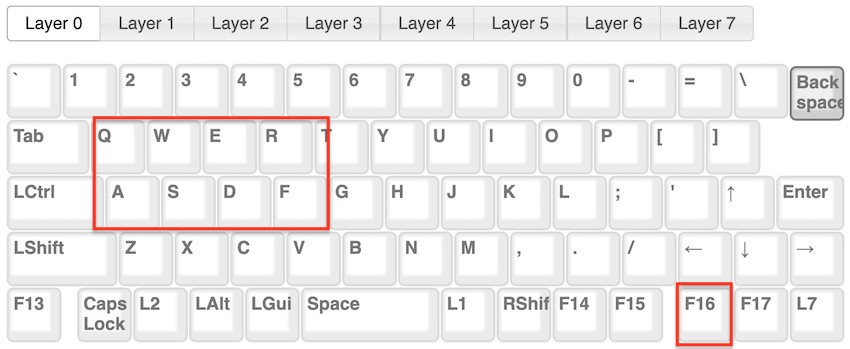 Layer 0 Layer 1 Layer 2 Layer 3 Layer 4 Layer 5 Layer 6 Layer 7
` 1 2 3 4 5 6 7 8 9 0 - = \ Back space
Tab Q W E R T Y U I O P [ ]
LCtrl A S D F G H J K L ; ' ↑ Enter
LShift Z X C V B N M , . / ← ↓ →
F13 Caps Lock L2 LAlt LGui Space L1 RShif F14 F15 F16 F17 L7